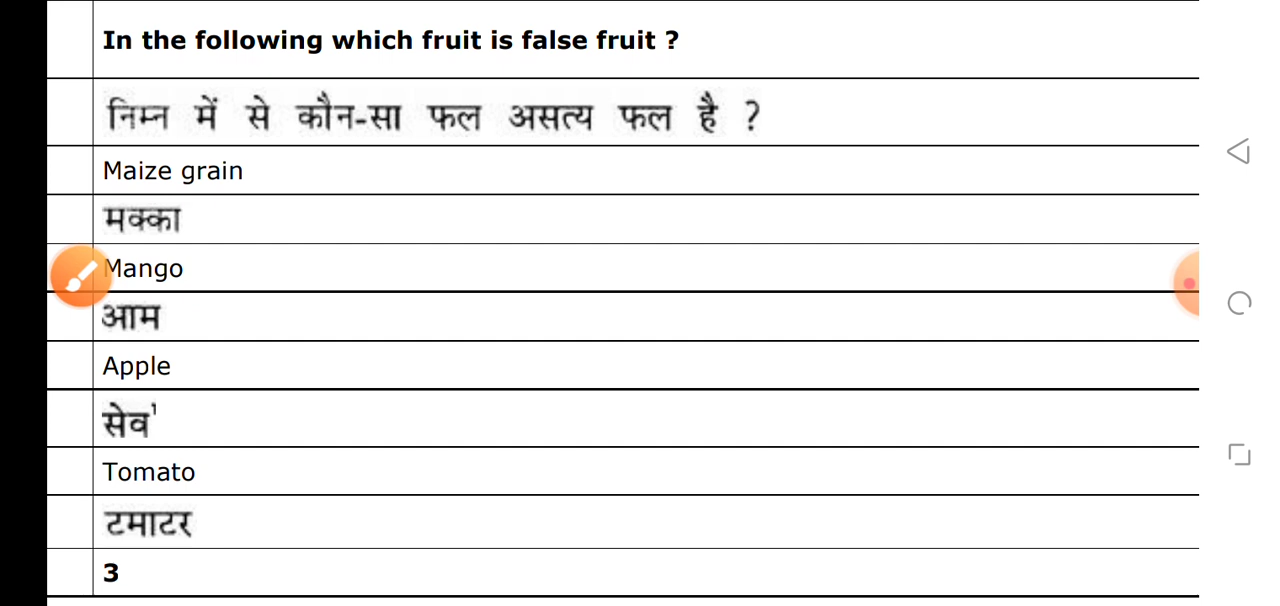 In the following which fruit is false fruit ?
निम्न में से कौन-सा फल असत्य फल है ?
Maize grain
मक्का
Mango
आम
Apple
सेव
Tomato
टमाटर
3